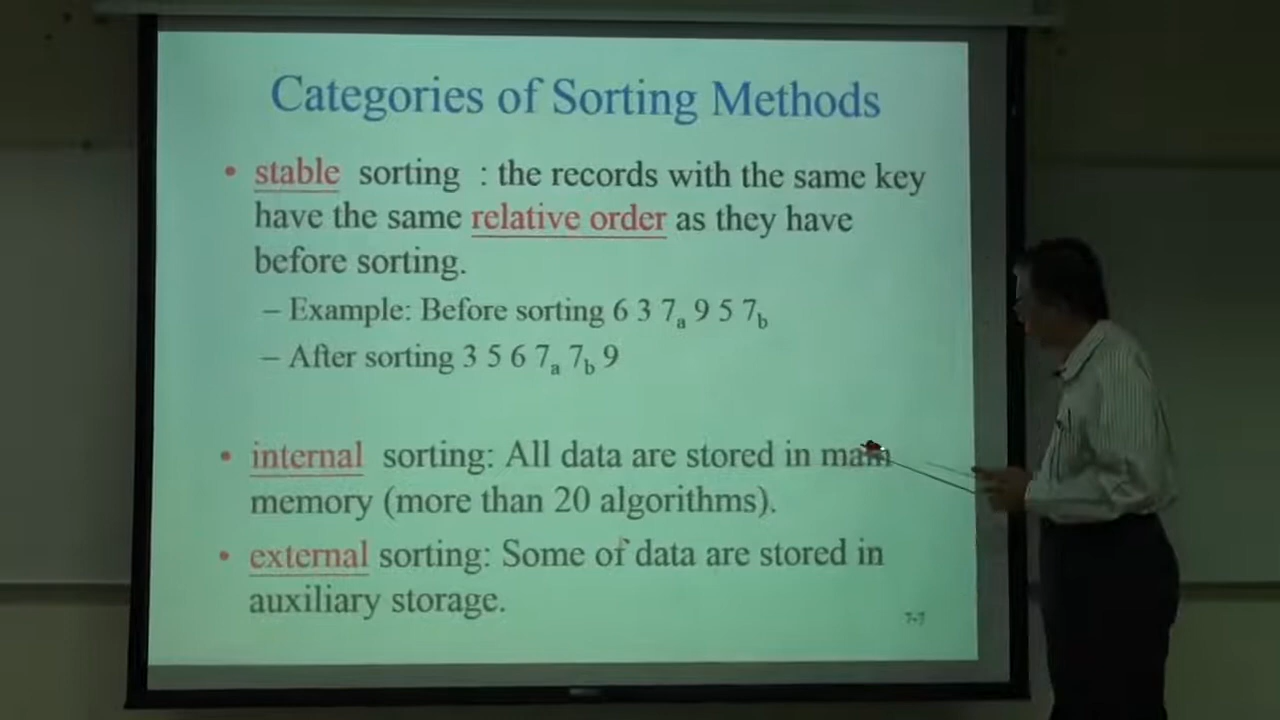 Categories of Sorting Methods
• stable sorting : the records with the same key
have the same relative order as they have
before sorting.
– Example: Before sorting 6 3 7a 9 5 7b
– After sorting 3 5 6 7a 7b 9
• internal sorting: All data are stored in main
memory (more than 20 algorithms).
• external sorting: Some of data are stored in
auxiliary storage.